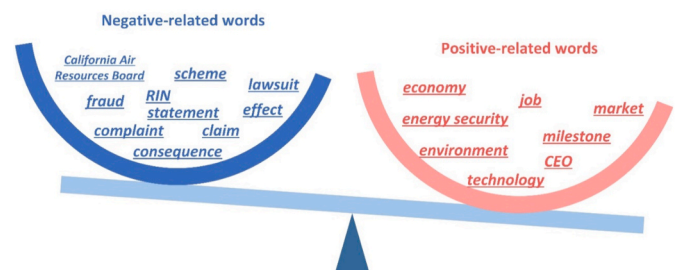 Negative-related words
California Air
Resources Board
scheme
lawsuit
fraud
RIN
statement
effect
complaint
claim
consequence
Positive-related words
economy
job
market
energy security
milestone
environment
CEO
technology